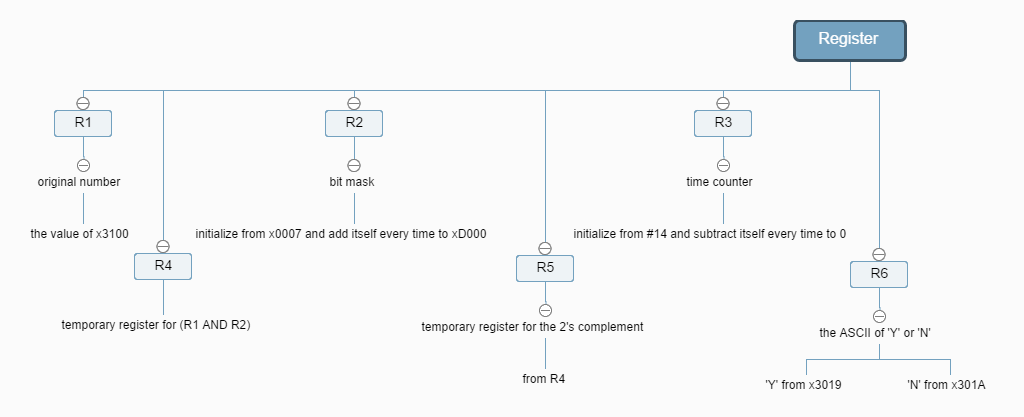 Register
R1
R2
R3
original number
bit mask
time counter
the value of x3100
initialize from x0007 and add itself every time to xD000
initialize from #14 and subtract itself every time to 0
R4
R5
R6
temporary register for (R1 AND R2)
temporary register for the 2's complement
the ASCII of 'Y' or 'N'
from R4
'Y' from x3019
'N' from x301A